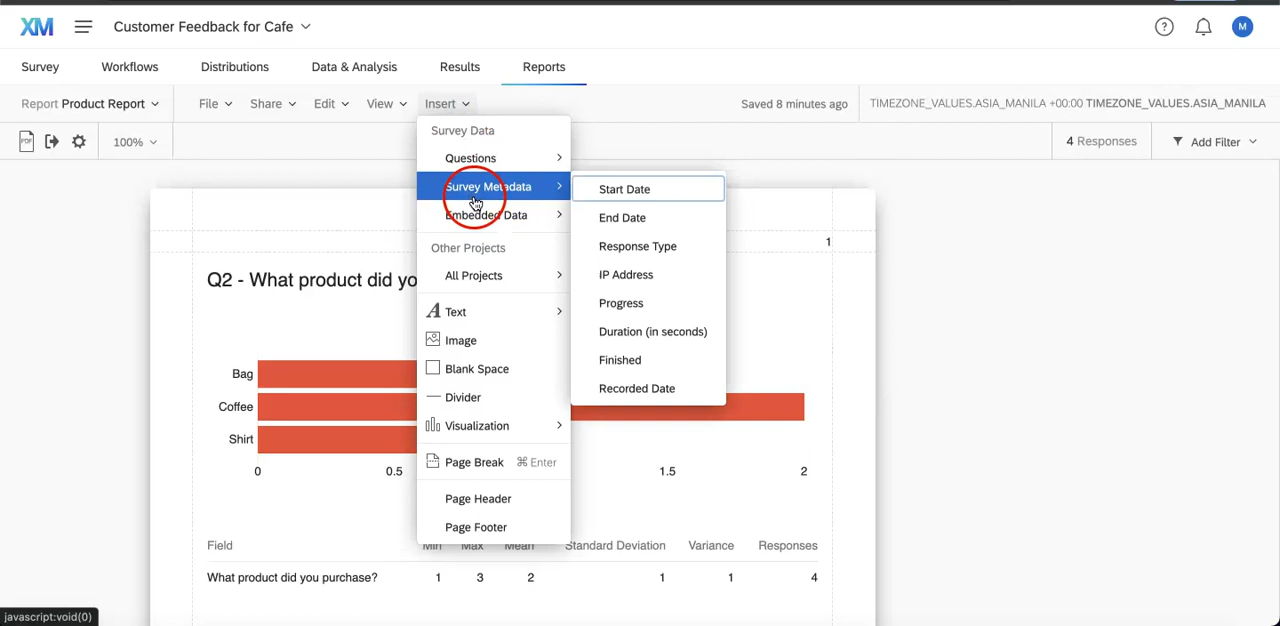 XM Customer Feedback for Cafe ? M
Survey Workflows Distributions Data & Analysis Results Reports
Report Product Report File Share Edit View Insert Saved 8 minutes ago TIMEZONE_VALUES.ASIA_MANILA +00:00 TIMEZONE_VALUES.ASIA_MANILA
PDF 100% 4 Responses Add Filter
Survey Data
Questions
Survey Metadata
Embedded Data
Other Projects
All Projects
A Text
Image
Blank Space
Divider
Visualization
Page Break ⌘ Enter
Page Header
Page Footer
Start Date
End Date
Response Type
IP Address
Progress
Duration (in seconds)
Finished
Recorded Date
1
Q2 - What product did yo
Bag
Coffee
Shirt
0 0.5 1.5 2
Field Min Max Mean Standard Deviation Variance Responses
What product did you purchase? 1 3 2 1 1 4
javascript:void(0)